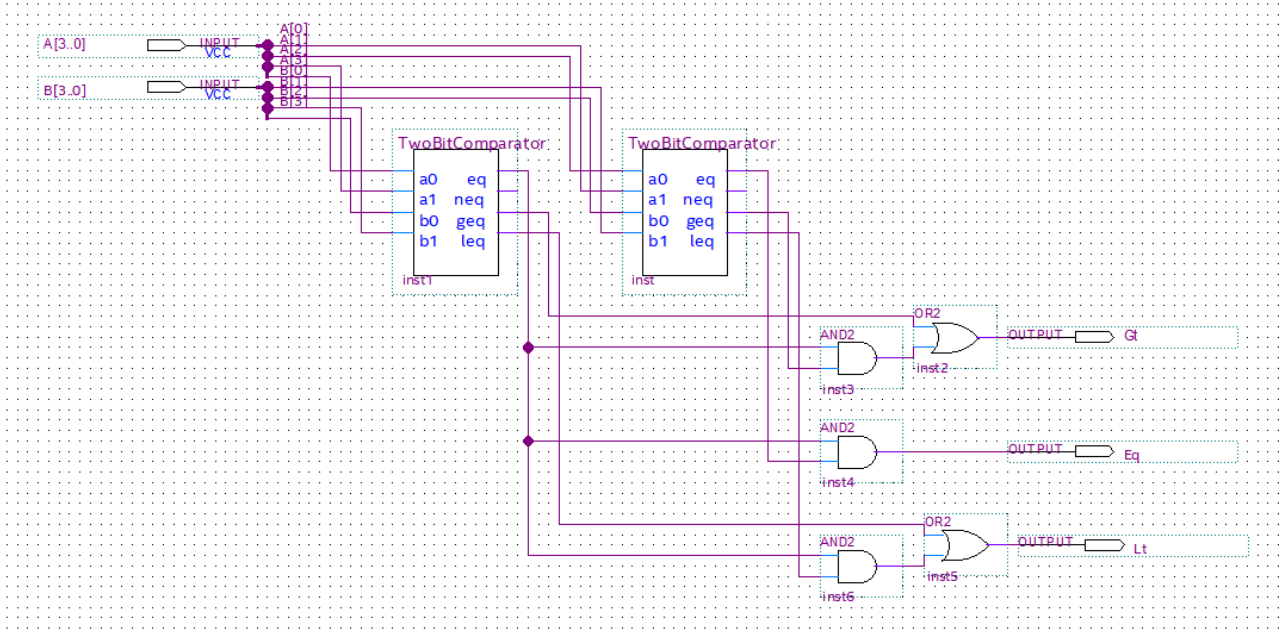 A[3..0]
INPUT
VCC
B[3..0]
INPUT
VCC
A[0]
A[1]
A[2]
A[3]
B[0]
B[1]
B[2]
B[3]
TwoBitComparator
a0 eq
a1 neq
b0 geq
b1 leq
inst1
TwoBitComparator
a0 eq
a1 neq
b0 geq
b1 leq
inst
OR2
inst2
OUTPUT
Gt
AND2
inst3
AND2
inst4
OUTPUT
Eq
OR2
inst5
OUTPUT
Lt
AND2
inst6